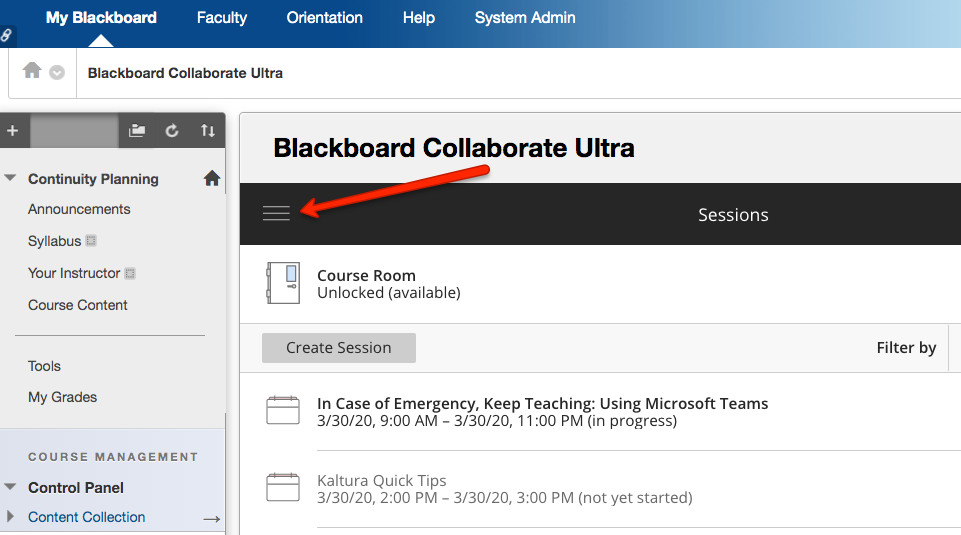 My Blackboard Faculty Orientation Help System Admin
Blackboard Collaborate Ultra
Continuity Planning
Announcements
Syllabus
Your Instructor
Course Content
Tools
My Grades
COURSE MANAGEMENT
Control Panel
Content Collection
Blackboard Collaborate Ultra
Sessions
Course Room
Unlocked (available)
Create Session Filter by
In Case of Emergency, Keep Teaching: Using Microsoft Teams
3/30/20, 9:00 AM – 3/30/20, 11:00 PM (in progress)
Kaltura Quick Tips
3/30/20, 2:00 PM – 3/30/20, 3:00 PM (not yet started)